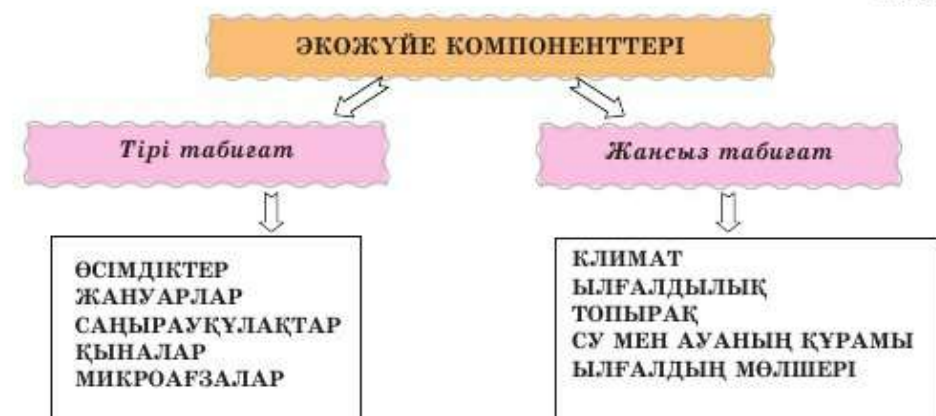 ЭКОЖҮЙЕ КОМПОНЕНТТЕРІ
Тірі табиғат
Жансыз табиғат
ӨСІМДІКТЕР
ЖАНУАРЛАР
САҢЫРАУҚҰЛАҚТАР
ҚЫНАЛАР
МИКРОАҒЗАЛАР
КЛИМАТ
ЫЛҒАЛДЫЛЫҚ
ТОПЫРАҚ
СУ МЕН АУАНЫҢ ҚҰРАМЫ
ЫЛҒАЛДЫҢ МӨЛШЕРІ